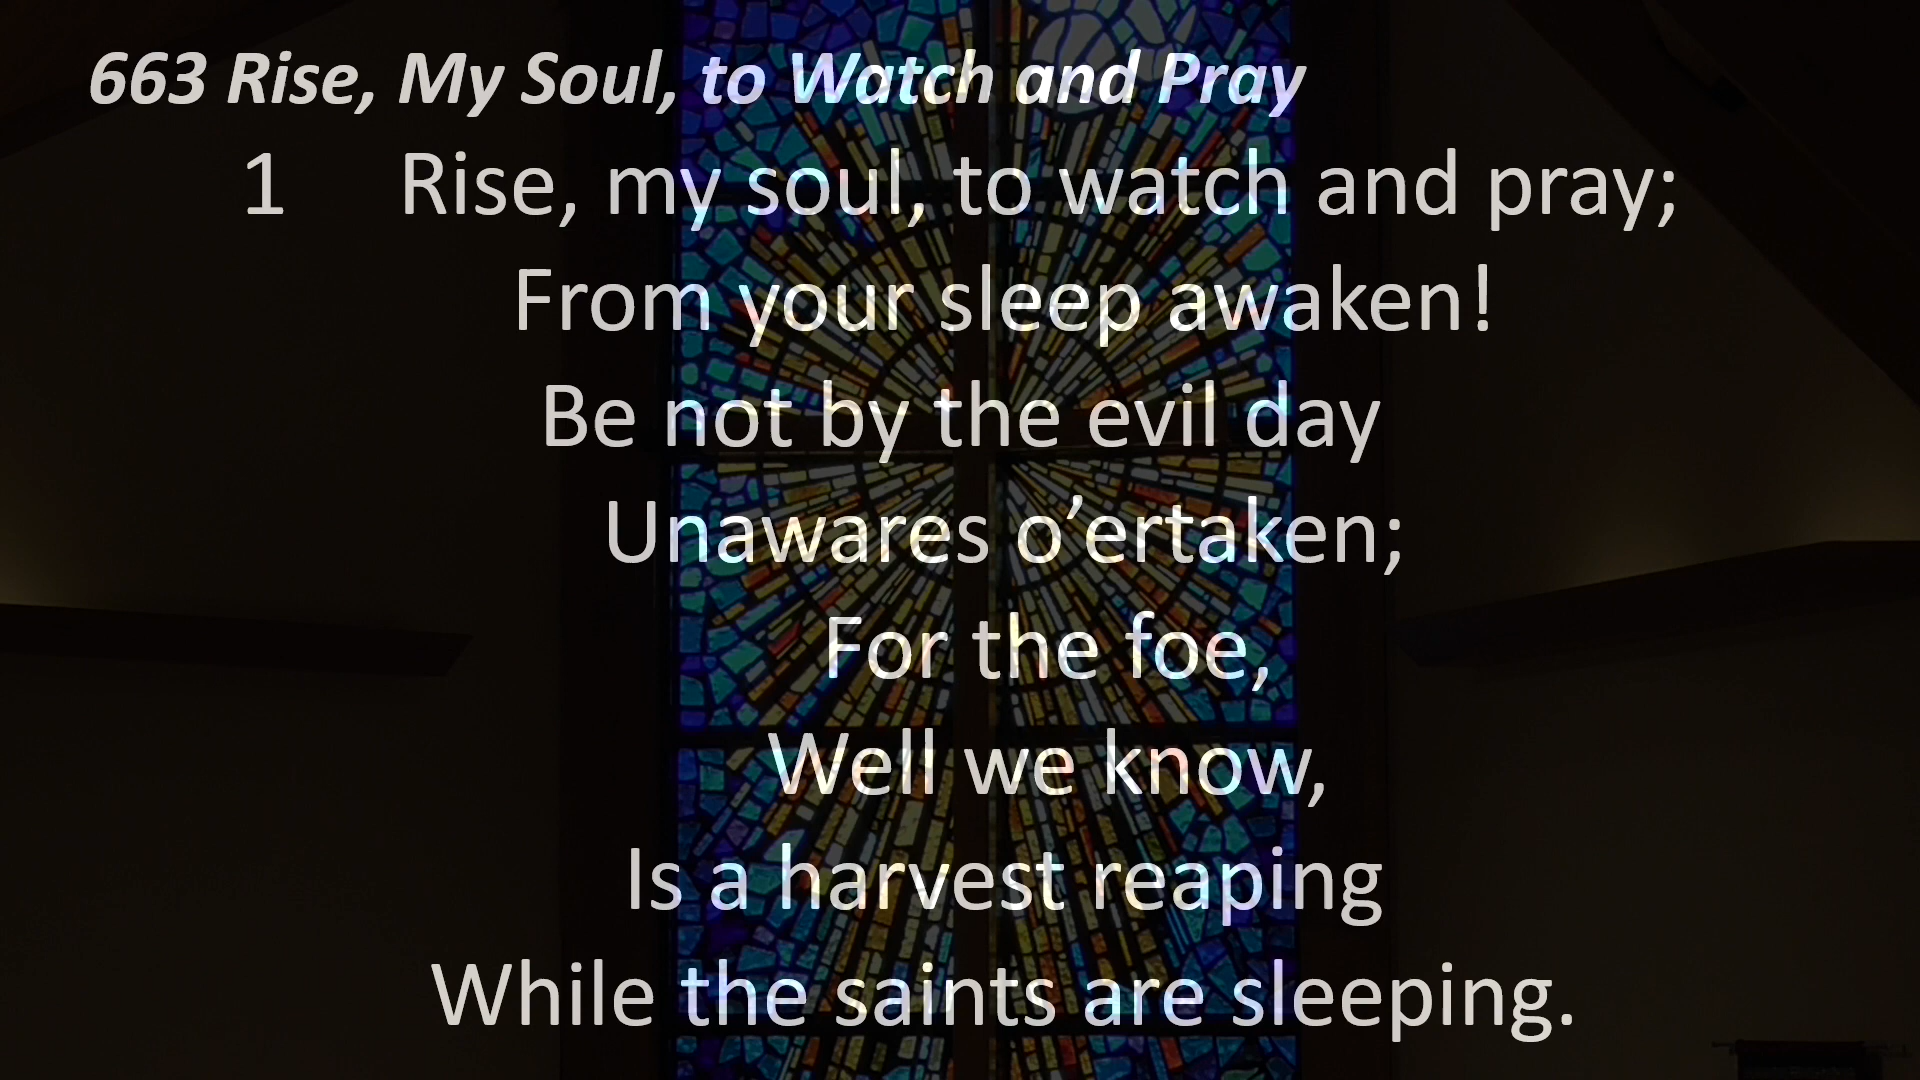 663 Rise, My Soul, to Watch and Pray
1 Rise, my soul, to watch and pray;
From your sleep awaken!
Be not by the evil day
Unawares o’ertaken;
For the foe,
Well we know,
Is a harvest reaping
While the saints are sleeping.